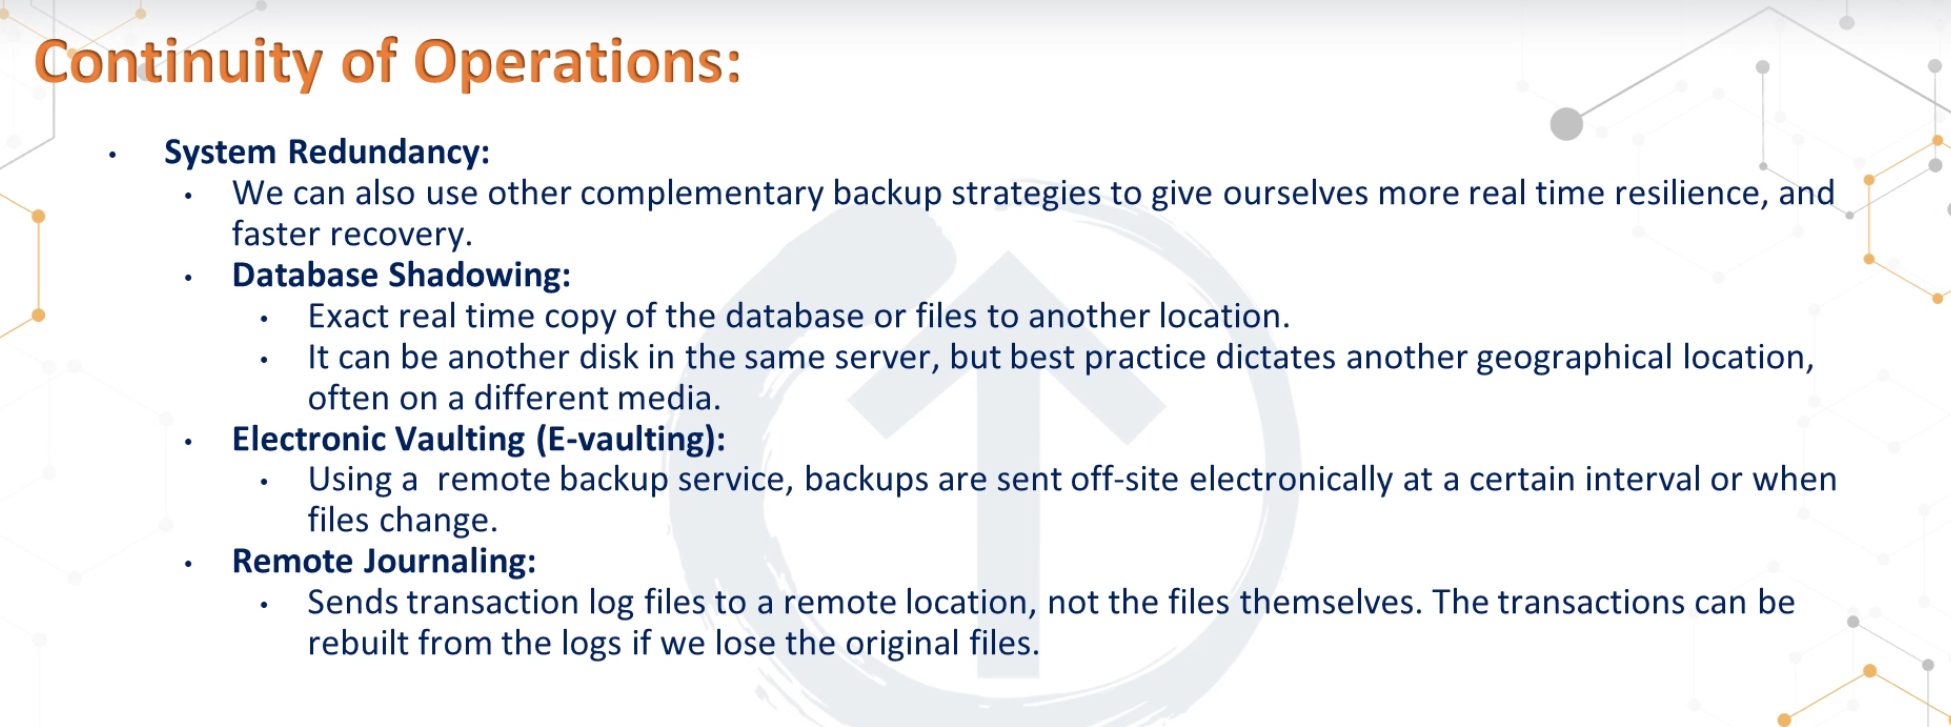 Continuity of Operations:
• System Redundancy:
• We can also use other complementary backup strategies to give ourselves more real time resilience, and
faster recovery.
• Database Shadowing:
• Exact real time copy of the database or files to another location.
• It can be another disk in the same server, but best practice dictates another geographical location,
often on a different media.
• Electronic Vaulting (E-vaulting):
• Using a  remote backup service, backups are sent off-site electronically at a certain interval or when
files change.
• Remote Journaling:
• Sends transaction log files to a remote location, not the files themselves. The transactions can be
rebuilt from the logs if we lose the original files.